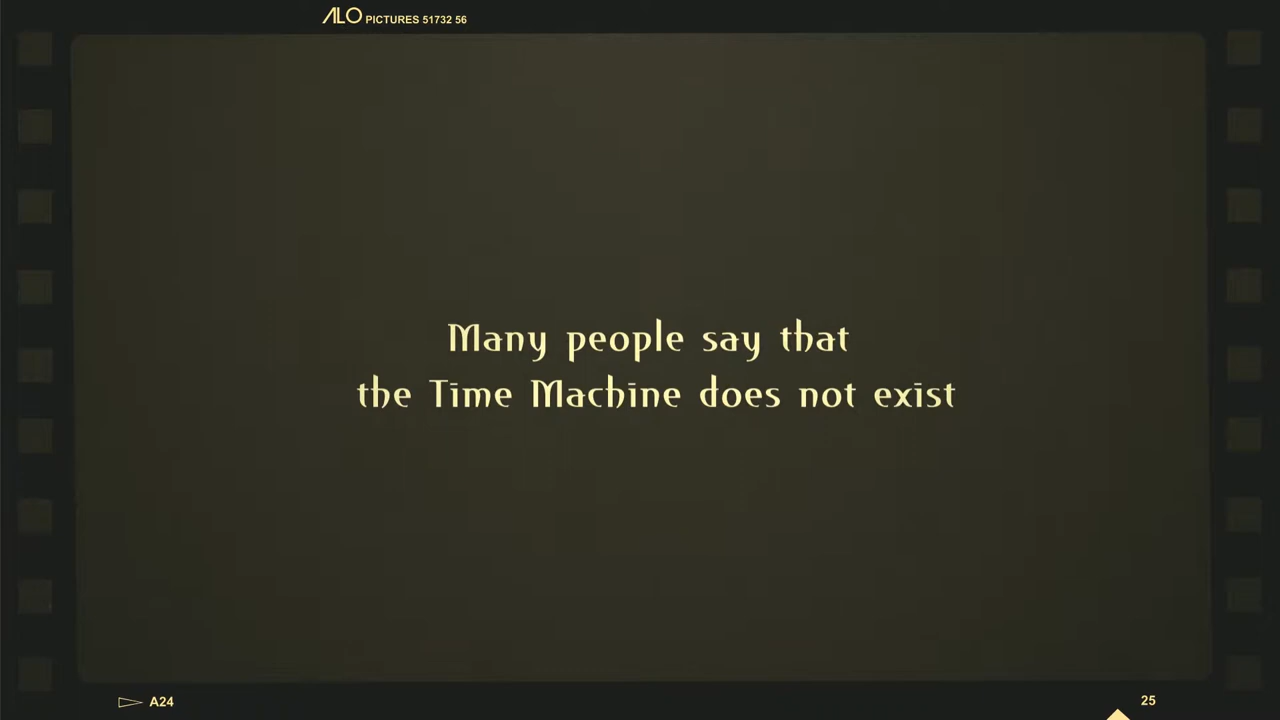 ALO PICTURES 51732 56
Many people say that
the Time Machine does not exist
A24
25